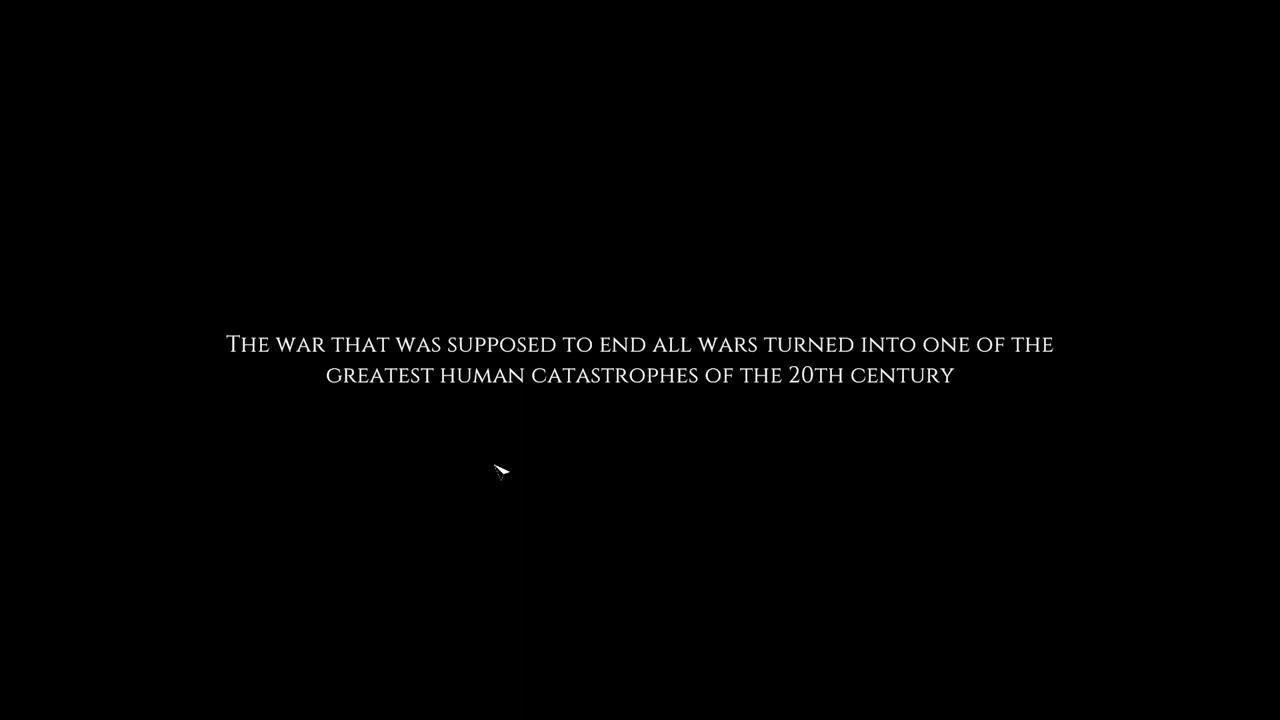 The war that was supposed to end all wars turned into one of the
greatest human catastrophes of the 20th century